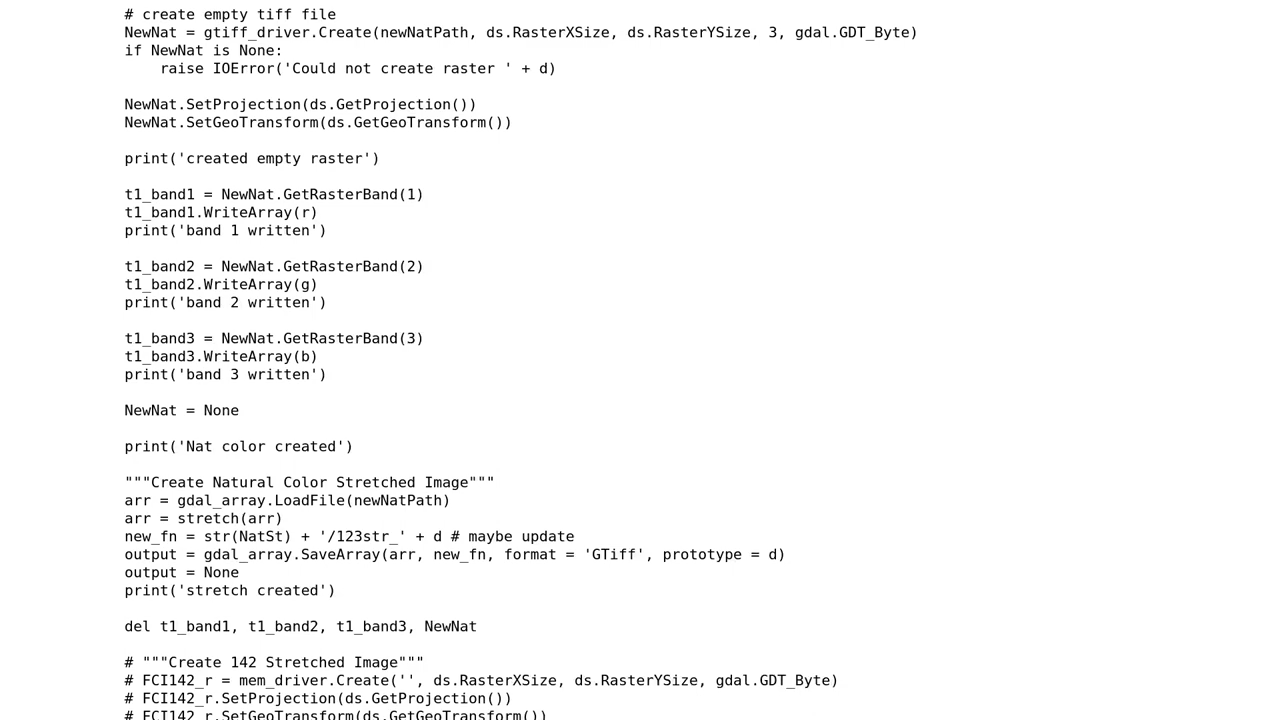 # create empty tiff file
NewNat = gtiff_driver.Create(newNatPath, ds.RasterXSize, ds.RasterYSize, 3, gdal.GDT_Byte)
if NewNat is None:
    raise IOError('Could not create raster ' + d)

NewNat.SetProjection(ds.GetProjection())
NewNat.SetGeoTransform(ds.GetGeoTransform())

print('created empty raster')

t1_band1 = NewNat.GetRasterBand(1)
t1_band1.WriteArray(r)
print('band 1 written')

t1_band2 = NewNat.GetRasterBand(2)
t1_band2.WriteArray(g)
print('band 2 written')

t1_band3 = NewNat.GetRasterBand(3)
t1_band3.WriteArray(b)
print('band 3 written')

NewNat = None

print('Nat color created')

"""Create Natural Color Stretched Image"""
arr = gdal_array.LoadFile(newNatPath)
arr = stretch(arr)
new_fn = str(NatSt) + '/123str_' + d # maybe update
output = gdal_array.SaveArray(arr, new_fn, format = 'GTiff', prototype = d)
output = None
print('stretch created')

del t1_band1, t1_band2, t1_band3, NewNat

# """Create 142 Stretched Image"""
# FCI142_r = mem_driver.Create('', ds.RasterXSize, ds.RasterYSize, gdal.GDT_Byte)
# FCI142_r.SetProjection(ds.GetProjection())
# FCI142_r.SetGeoTransform(ds.GetGeoTransform())